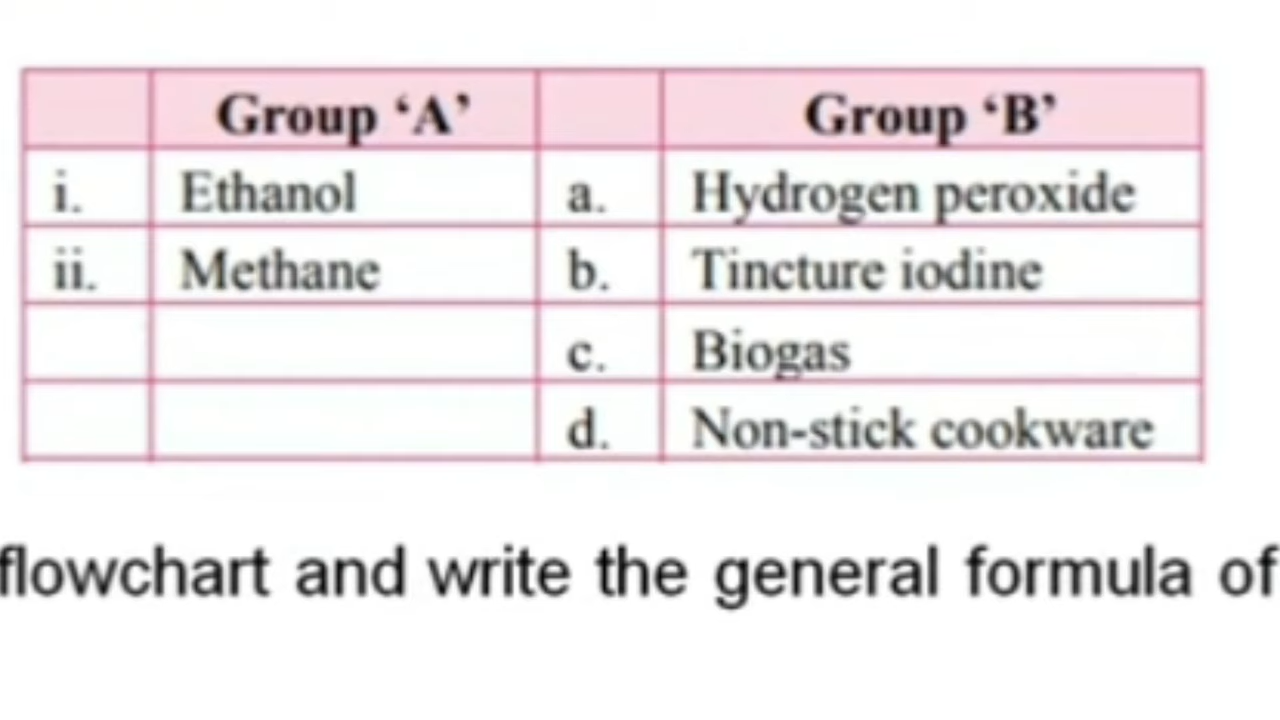 Group ‘A’ Group ‘B’
i. Ethanol a. Hydrogen peroxide
ii. Methane b. Tincture iodine
c. Biogas
d. Non-stick cookware
flowchart and write the general formula of